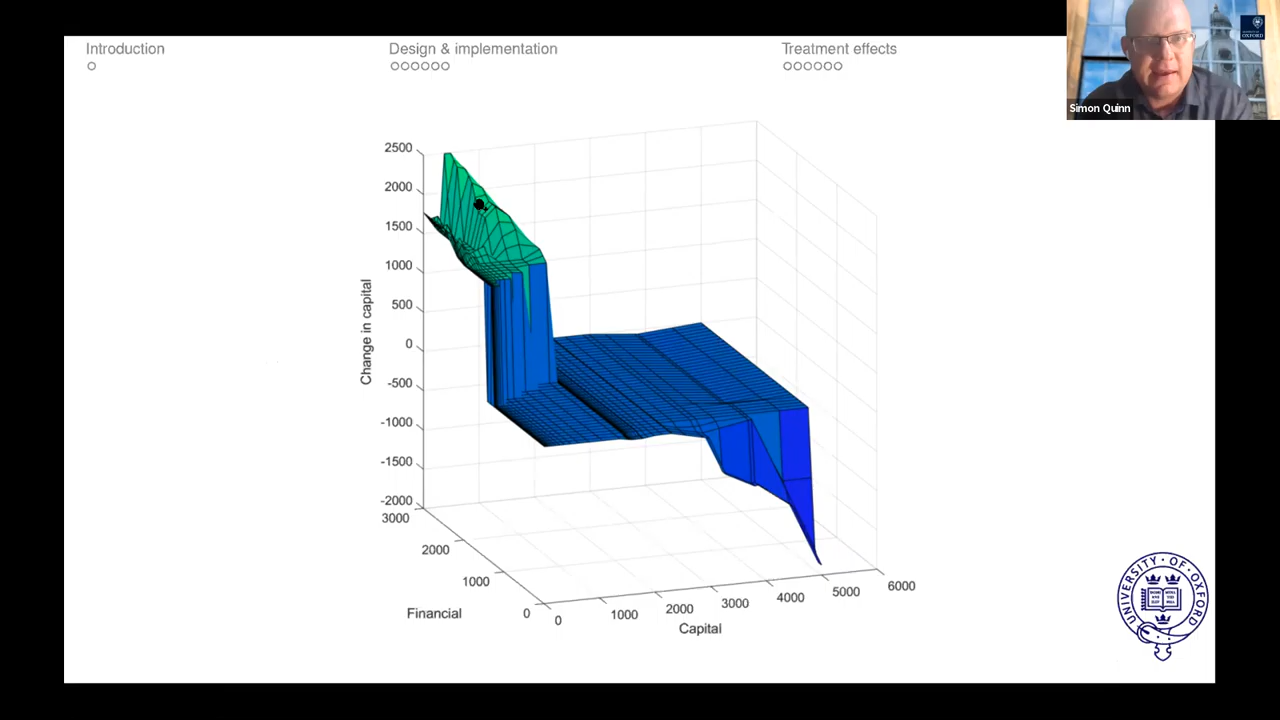 Introduction
Design & implementation
Treatment effects
Simon Quinn
2500
2000
1500
1000
500
0
-500
-1000
-1500
-2000
Change in capital
3000
2000
1000
0
Financial
0
1000
2000
3000
4000
5000
6000
Capital
UNIVERSITY · OF · OXFORD